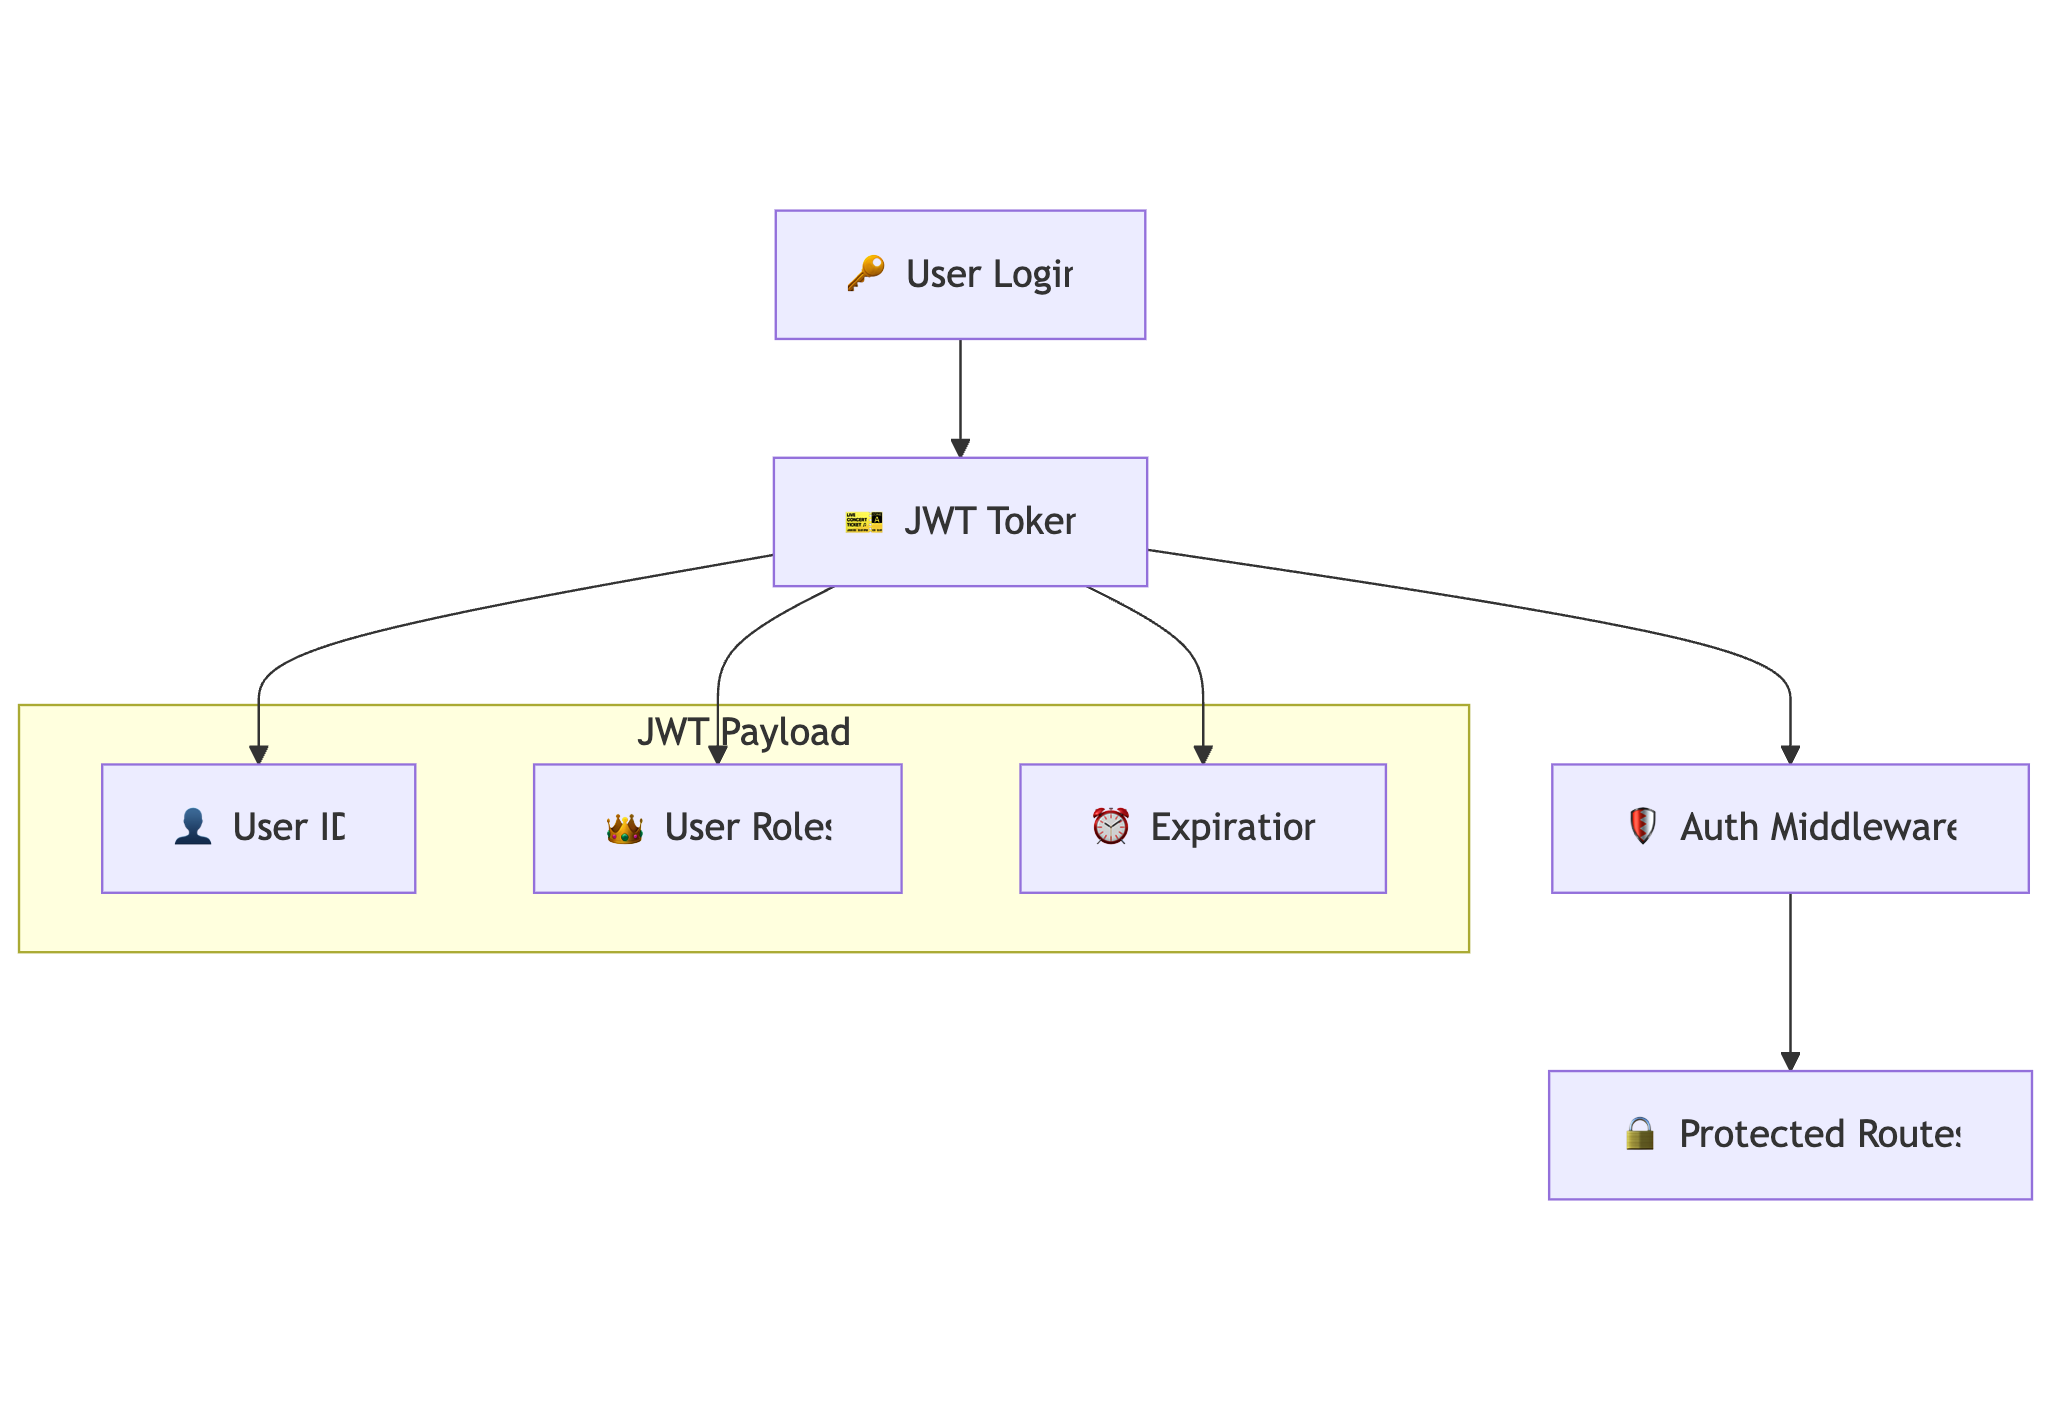 🔑 User Login
🎫 JWT Token
JWT Payload
👤 User ID
👑 User Roles
⏰ Expiration
🛡 Auth Middleware
🔒 Protected Routes